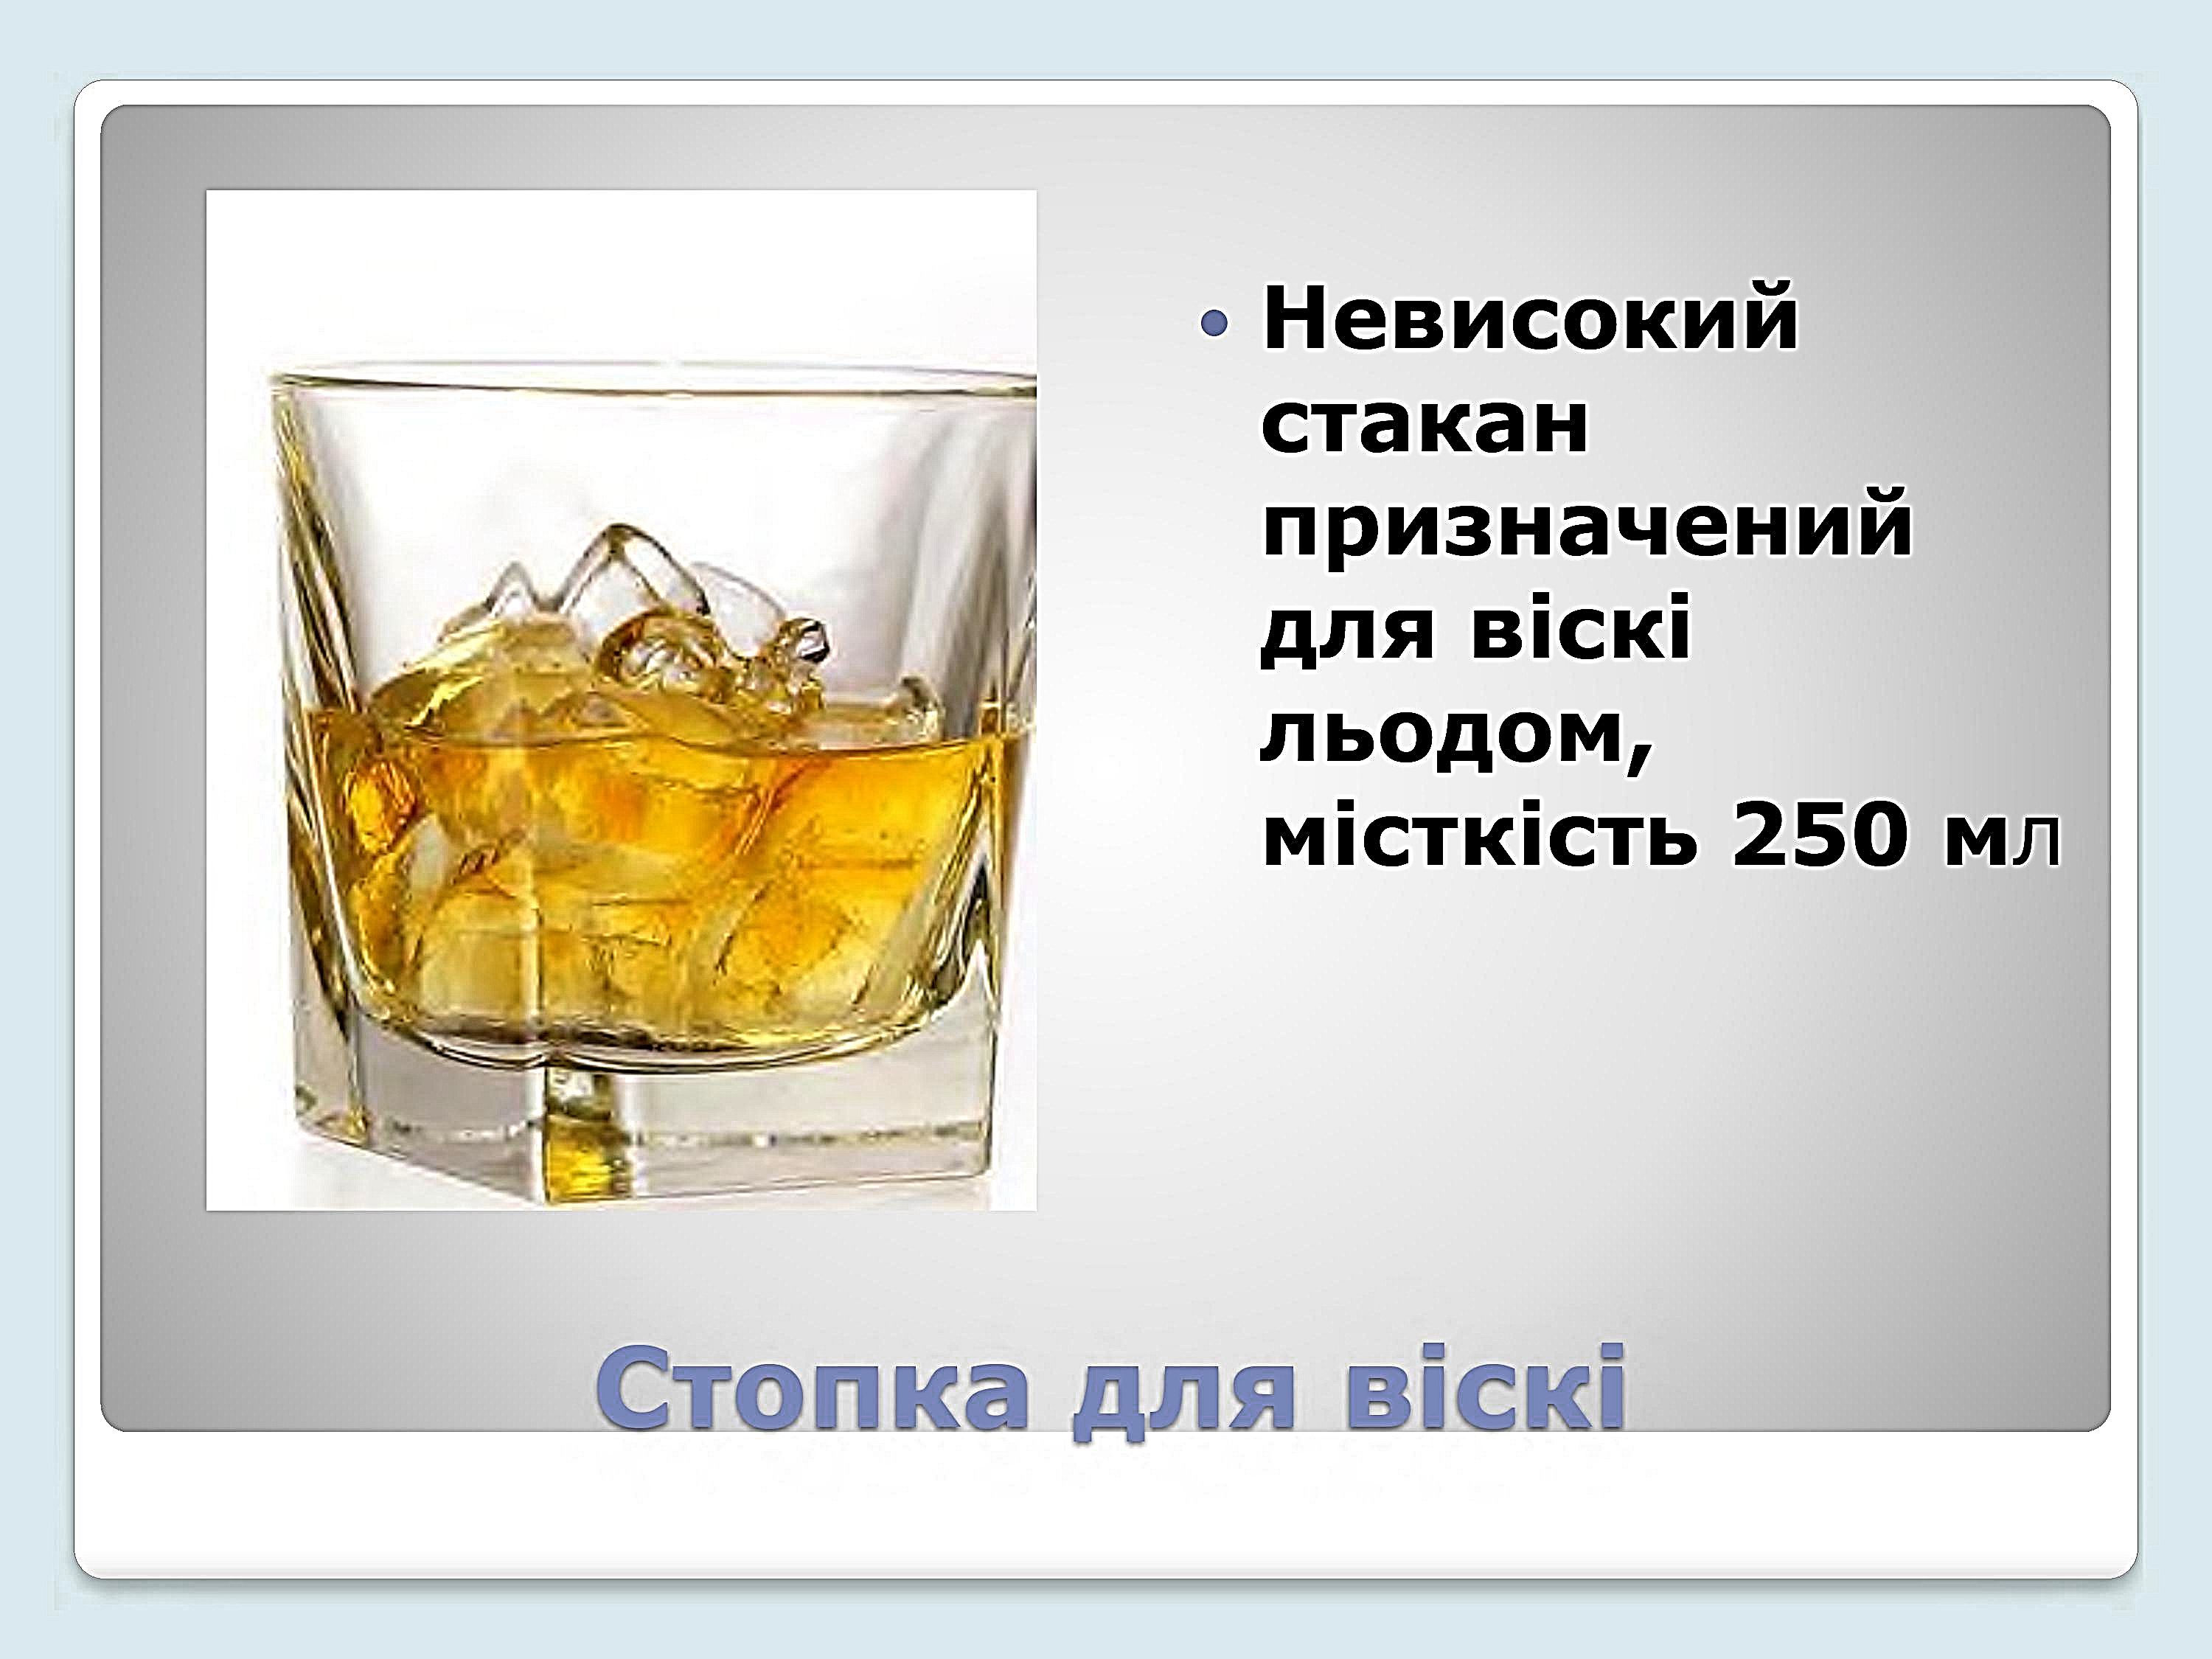 Невисокий
стакан
призначений
для віскі
льодом,
місткість 250 мл
Стопка для віскі